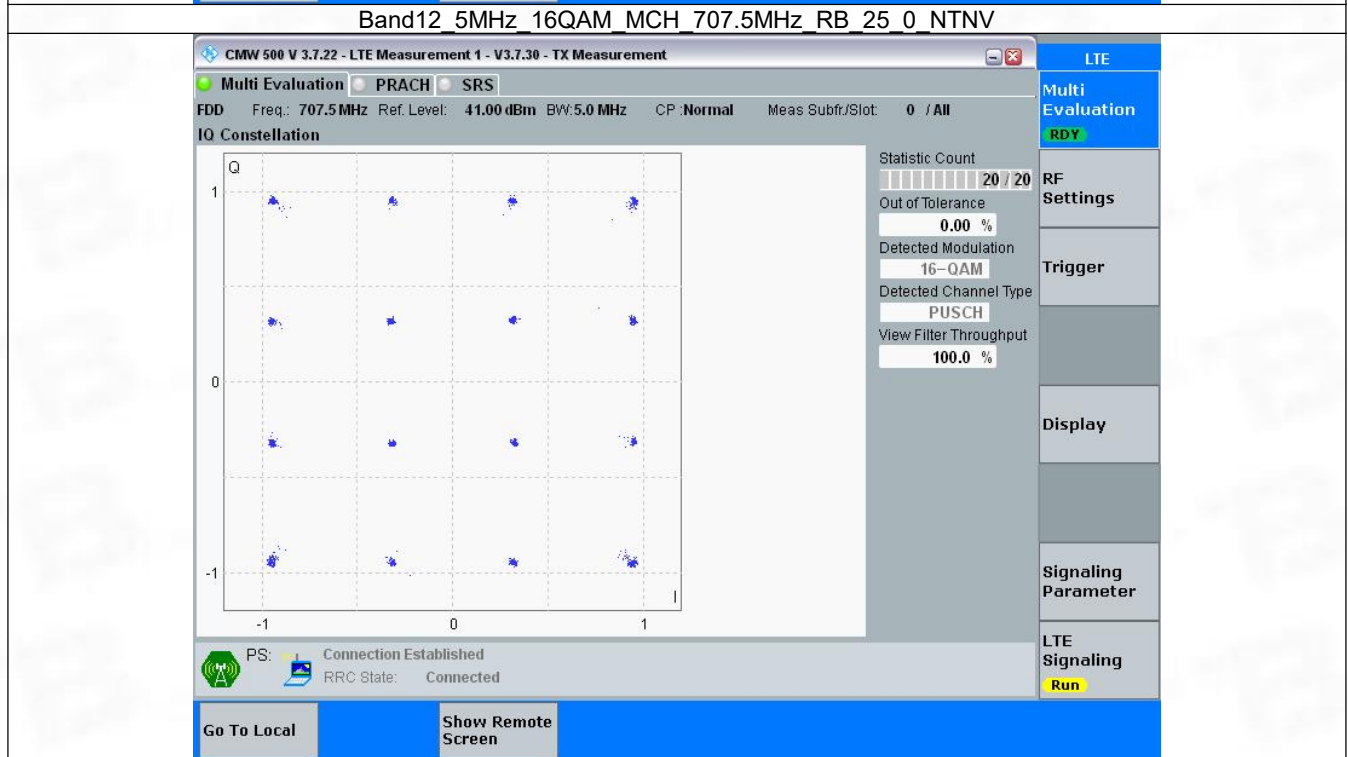 Band12_5MHz_16QAM_MCH_707.5MHz_RB_25_0_NTNV
CMW 500 V 3.7.22 - LTE Measurement 1 - V3.7.30 - TX Measurement
LTE
Multi Evaluation PRACH SRS
Multi
Evaluation
RDY
FDD Freq.: 707.5 MHz Ref. Level: 41.00 dBm BW: 5.0 MHz CP : Normal Meas Subfr./Slot: 0 / All
IQ Constellation
Q
1
0
-1
I
-1 0 1
Statistic Count
20 / 20
Out of Tolerance
0.00 %
Detected Modulation
16-QAM
Detected Channel Type
PUSCH
View Filter Throughput
100.0 %
RF
Settings
Trigger
Display
Signaling
Parameter
LTE
Signaling
Run
PS: Connection Established
RRC State: Connected
Go To Local
Show Remote
Screen